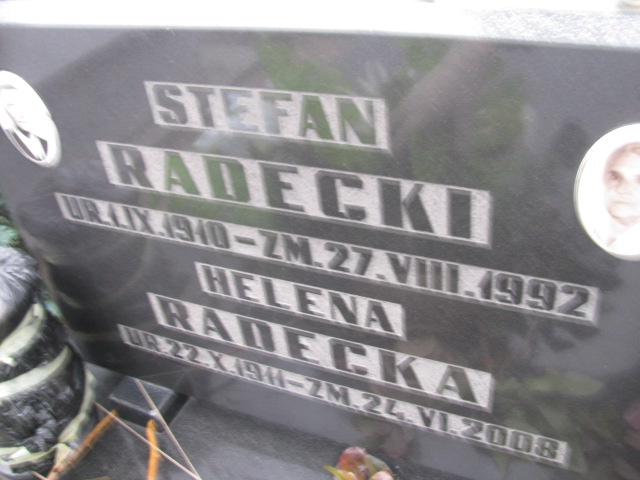 STEFAN
RADECKI
UR.1.IX.1910-ZM.27.VIII.1992
HELENA
RADECKA
UR.22.X.1911-ZM.24.VI.2008